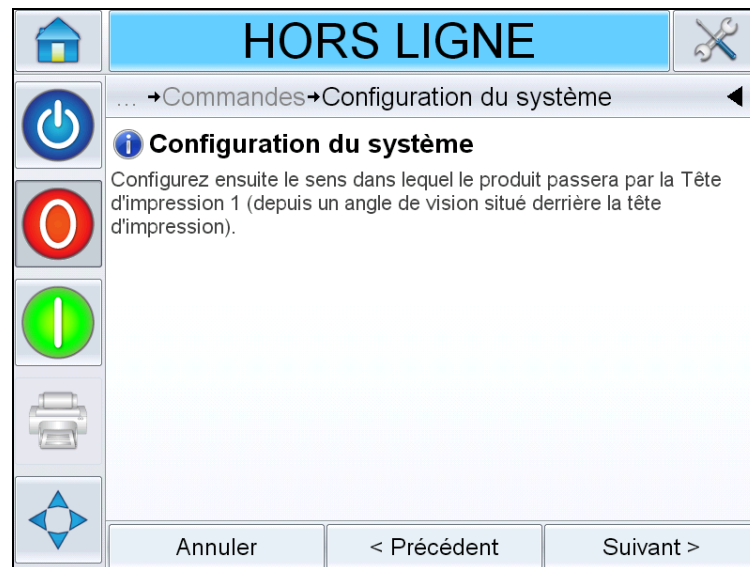 HORS LIGNE
... →Commandes→Configuration du système
Configuration du système
Configurez ensuite le sens dans lequel le produit passera par la Tête
d'impression 1 (depuis un angle de vision situé derrière la tête
d'impression).
Annuler
< Précédent
Suivant >